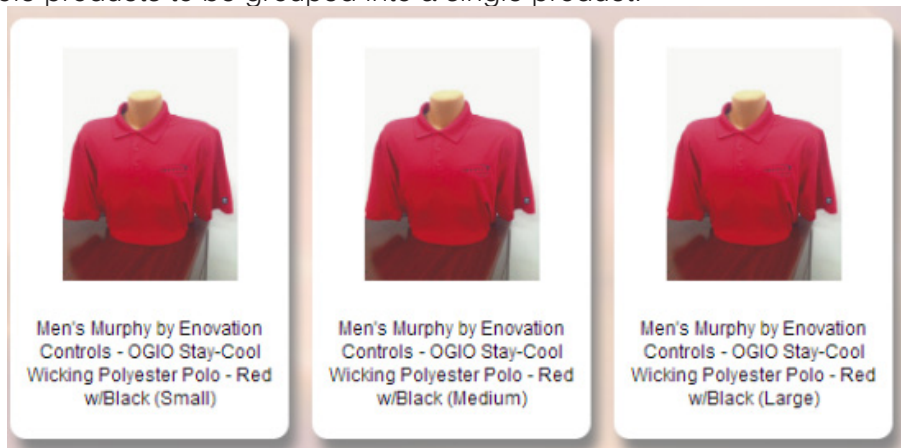 products to be grouped into a single product.
Men's Murphy by Enovation
Controls - OGIO Stay-Cool
Wicking Polyester Polo - Red
w/Black (Small)
Men's Murphy by Enovation
Controls - OGIO Stay-Cool
Wicking Polyester Polo - Red
w/Black (Medium)
Men's Murphy by Enovation
Controls - OGIO Stay-Cool
Wicking Polyester Polo - Red
w/Black (Large)